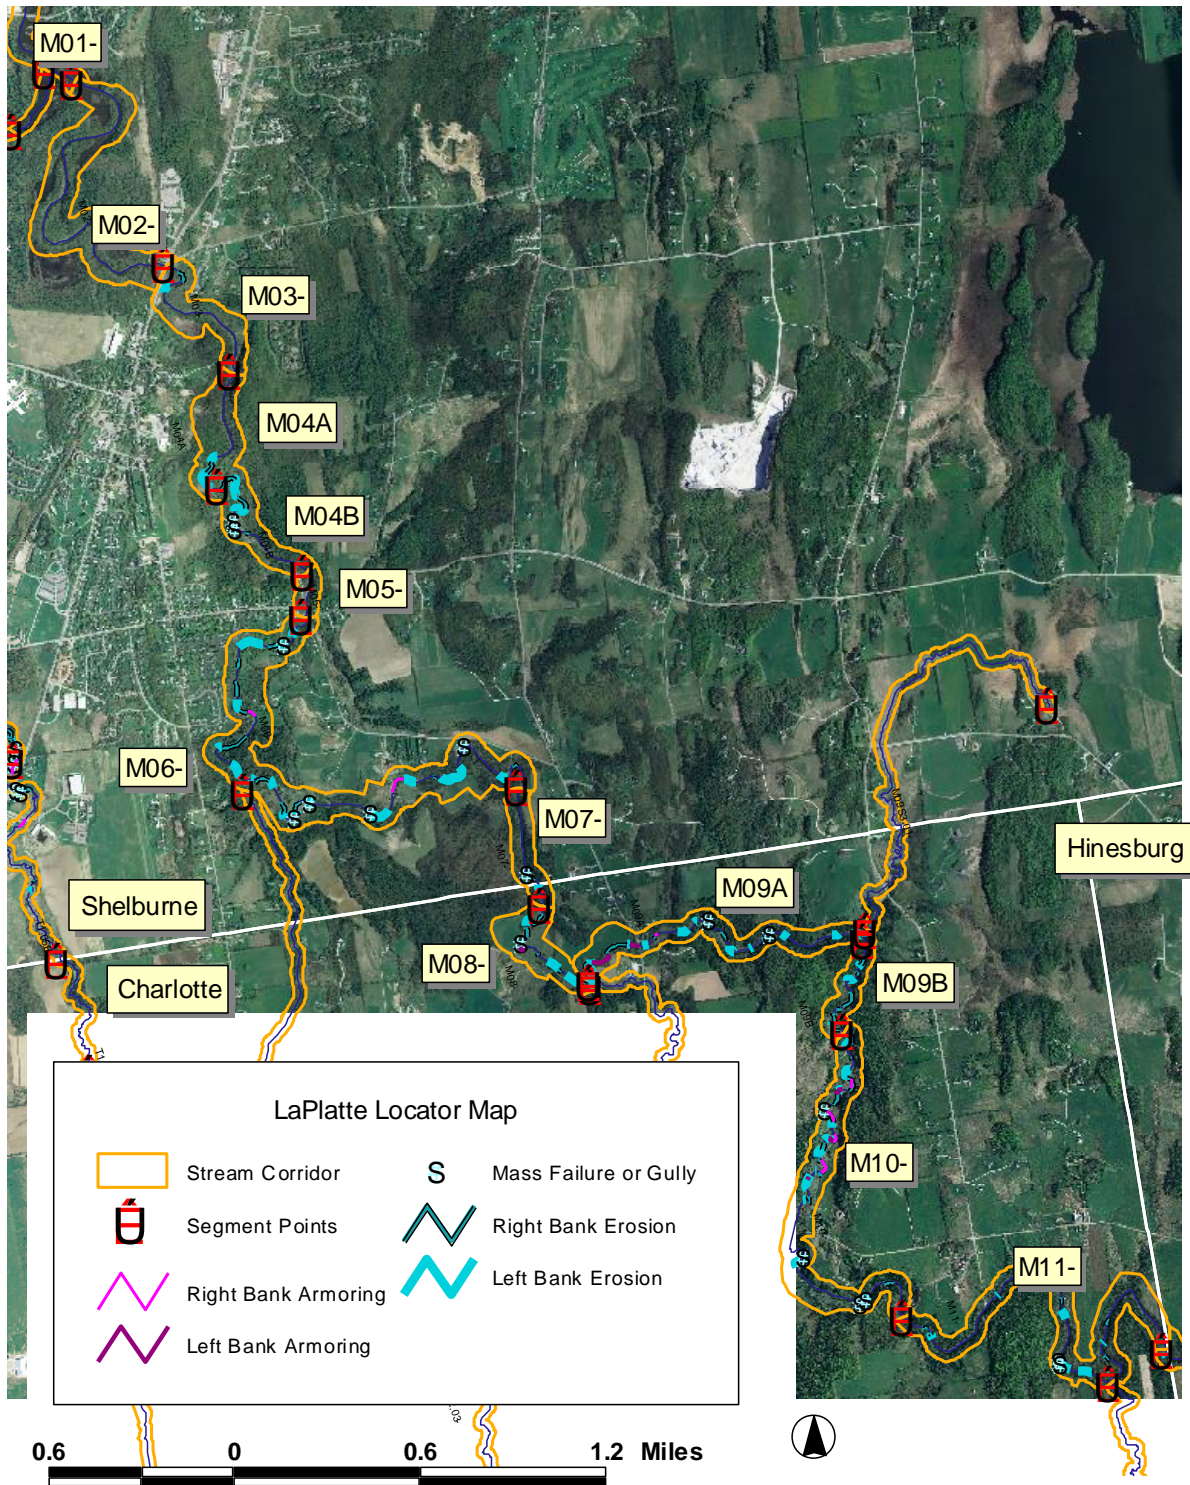 M01-
M02-
M03-
M04A
M04B
M05-
M06-
M07-
M08-
M09A
M09B
M10-
M11-
Hinesburg
Shelburne
Charlotte
LaPlatte Locator Map
Stream Corridor
Segment Points
Right Bank Armoring
Left Bank Armoring
Mass Failure or Gully
Right Bank Erosion
Left Bank Erosion
0.6 0 0.6 1.2 Miles